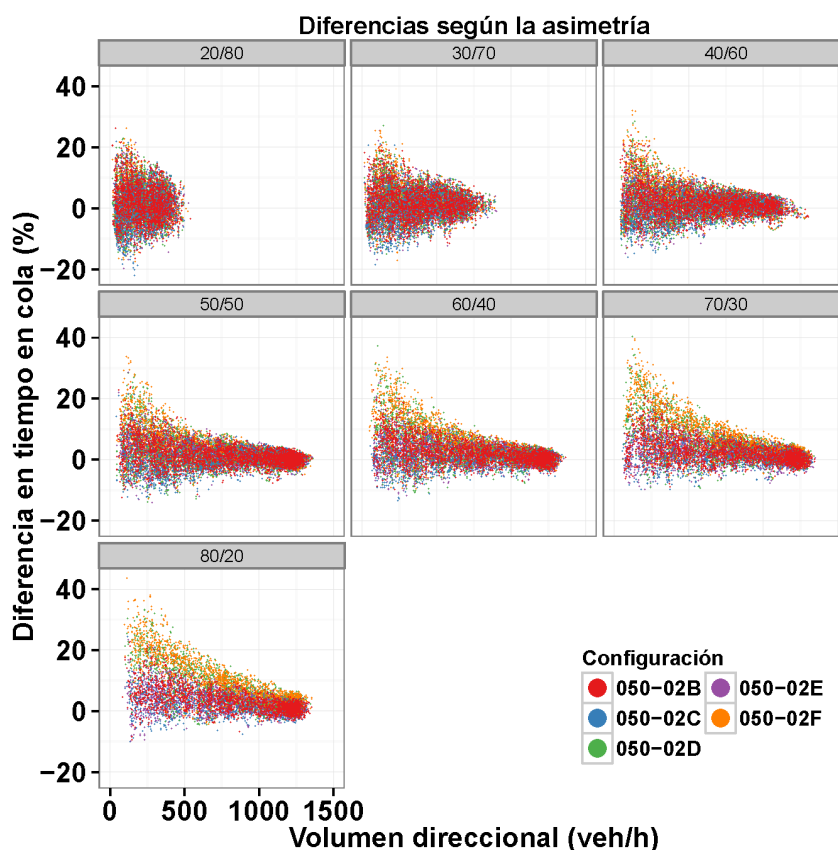 Diferencias según la asimetría
20/80
30/70
40/60
40
20
0
−20
50/50
60/40
70/30
40
20
0
−20
80/20
40
20
0
−20
0
500
1000
1500
Diferencia en tiempo en cola (%)
Volumen direccional (veh/h)
Configuración
050−02B
050−02E
050−02C
050−02F
050−02D